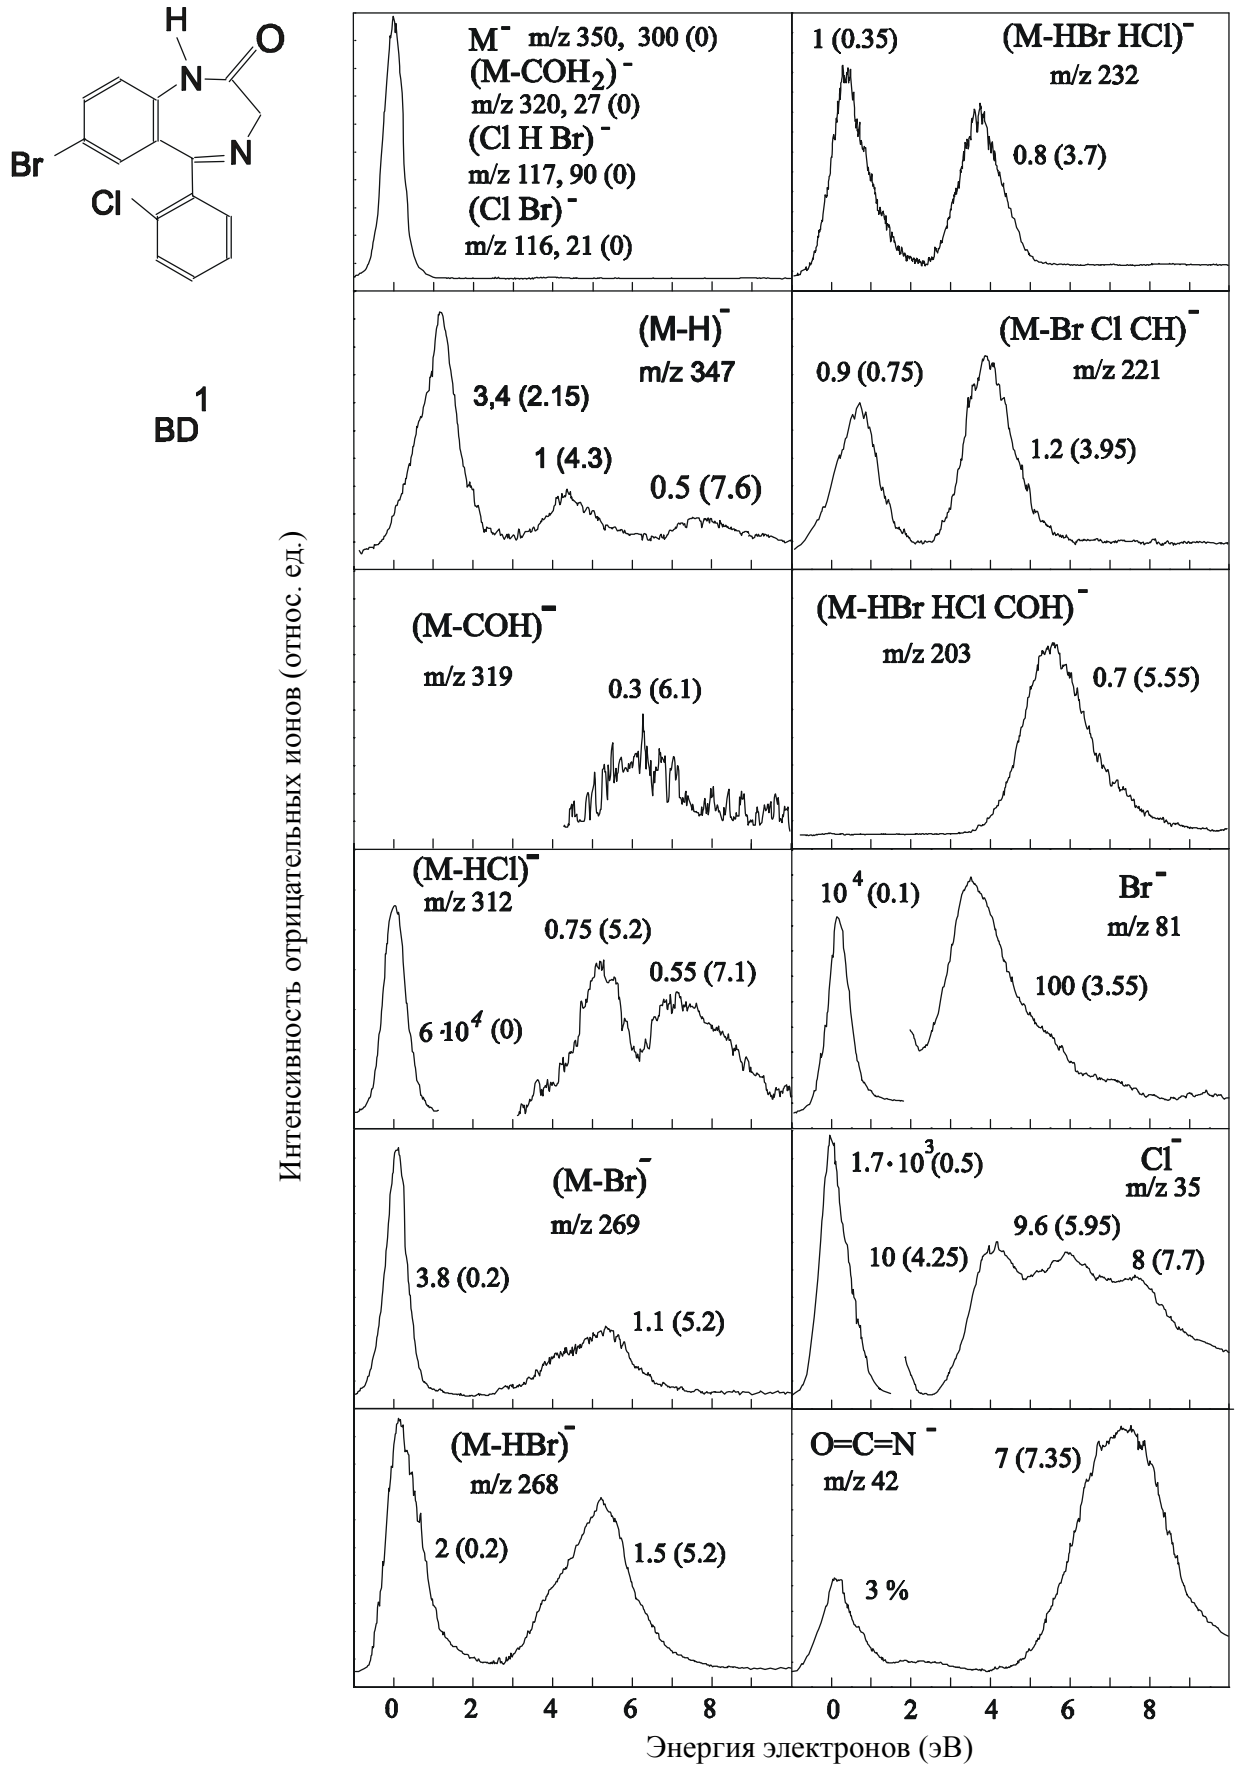 H
N
O
N
Br
Cl
BD¹
Интенсивность отрицательных ионов (относ. ед.)
M⁻ m/z 350, 300 (0)
(M-COH₂)⁻
m/z 320, 27 (0)
(Cl H Br)⁻
m/z 117, 90 (0)
(Cl Br)⁻
m/z 116, 21 (0)
(M-H)⁻
m/z 347
3,4 (2.15)
1 (4.3)
0.5 (7.6)
(M-COH)⁻
m/z 319
0.3 (6.1)
(M-HCl)⁻
m/z 312
6·10⁴ (0)
0.75 (5.2)
0.55 (7.1)
(M-Br)⁻
m/z 269
3.8 (0.2)
1.1 (5.2)
(M-HBr)⁻
m/z 268
2 (0.2)
1.5 (5.2)
0 2 4 6 8
1 (0.35)
(M-HBr HCl)⁻
m/z 232
0.8 (3.7)
(M-Br Cl CH)⁻
m/z 221
0.9 (0.75)
1.2 (3.95)
(M-HBr HCl COH)⁻
m/z 203
0.7 (5.55)
10⁴ (0.1)
Br⁻
m/z 81
100 (3.55)
1.7·10³(0.5)
Cl⁻
m/z 35
10 (4.25)
9.6 (5.95)
8 (7.7)
O=C=N⁻
m/z 42
7 (7.35)
3 %
0 2 4 6 8
Энергия электронов (эВ)